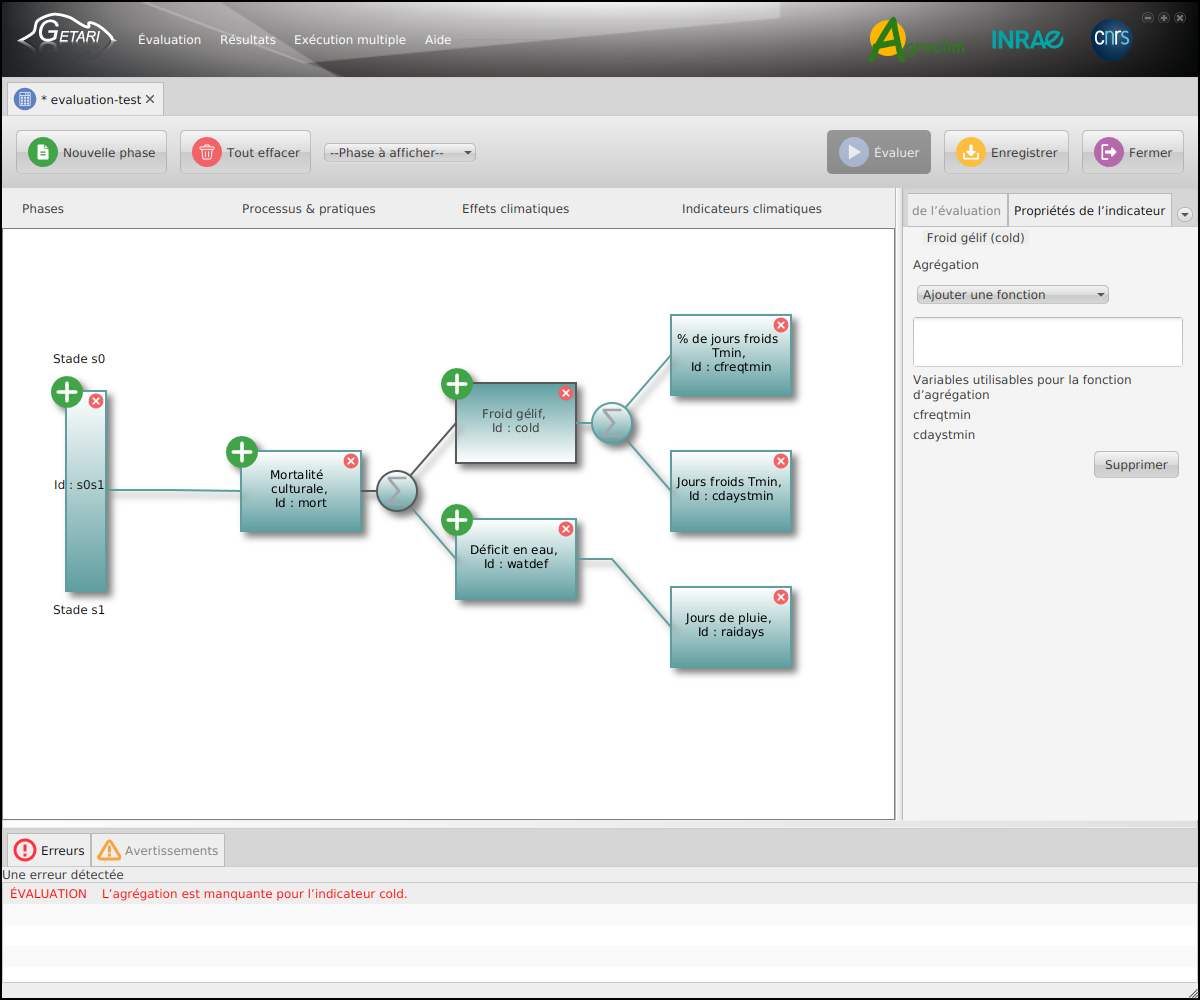 GETARI
Évaluation Résultats Exécution multiple Aide
Agroclim
INRAE
cnrs
* evaluation-test
Nouvelle phase
Tout effacer
--Phase à afficher--
Évaluer
Enregistrer
Fermer
Phases
Processus & pratiques
Effets climatiques
Indicateurs climatiques
de l’évaluation
Propriétés de l’indicateur
Froid gélif (cold)
Agrégation
Ajouter une fonction
Variables utilisables pour la fonction
d’agrégation
cfreqtmin
cdaystmin
Supprimer
Stade s0
Id : s0s1
Stade s1
Mortalité
culturale,
Id : mort
Σ
Froid gélif,
Id : cold
Déficit en eau,
Id : watdef
Σ
% de jours froids
Tmin,
Id : cfreqtmin
Jours froids Tmin,
Id : cdaystmin
Jours de pluie,
Id : raidays
Erreurs
Avertissements
Une erreur détectée
ÉVALUATION L’agrégation est manquante pour l’indicateur cold.